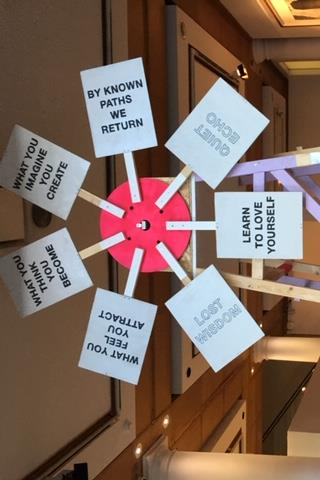 BY KNOWN
PATHS
WE
RETURN
QUIET
ECHO
LEARN
TO LOVE
YOURSELF
LOST
WISDOM
WHAT YOU
FEEL
YOU
ATTRACT
WHAT YOU
THINK
YOU
BECOME
WHAT YOU
IMAGINE
YOU
CREATE